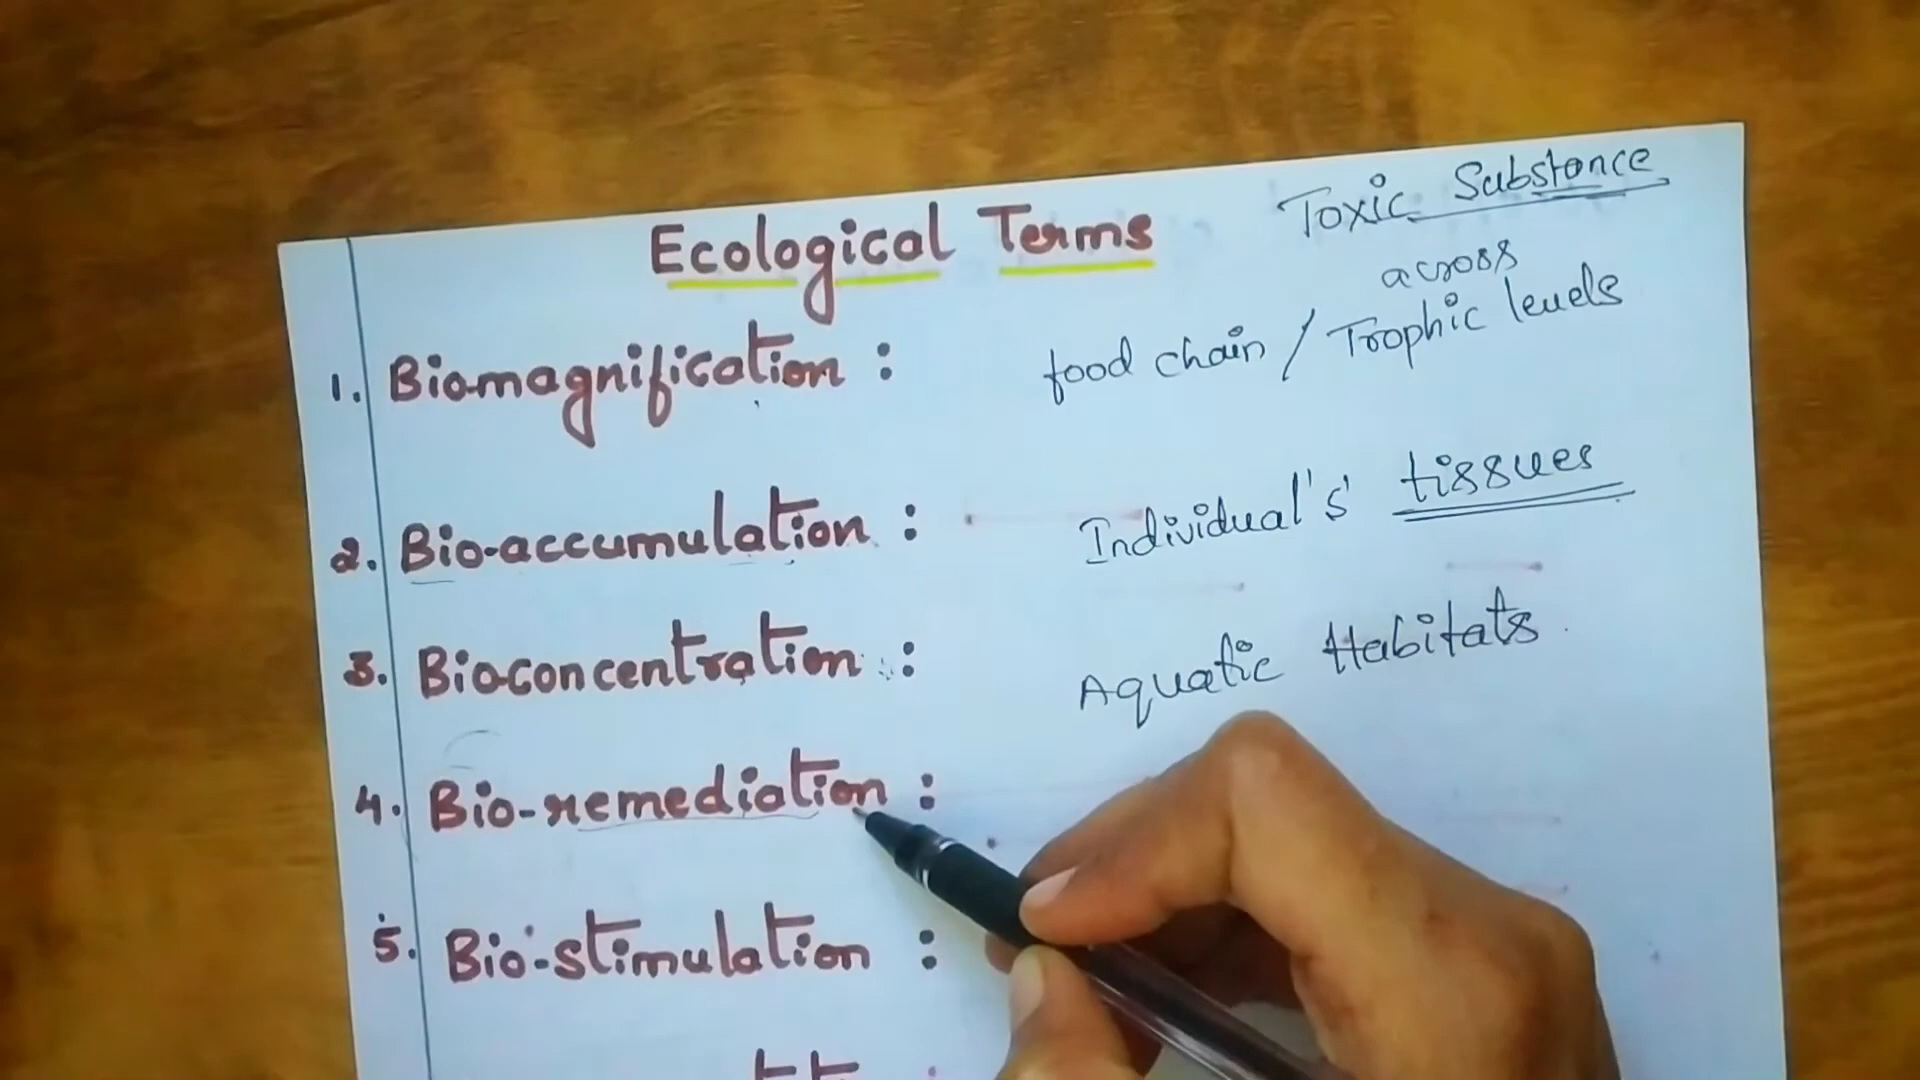 Ecological Terms
Toxic Substance
across
1. Biomagnification : food chain / Trophic levels
2. Bio-accumulation : Individual's' tissues
3. Bioconcentration : Aquatic Habitats
4. Bio-remediation :
5. Bio-stimulation :